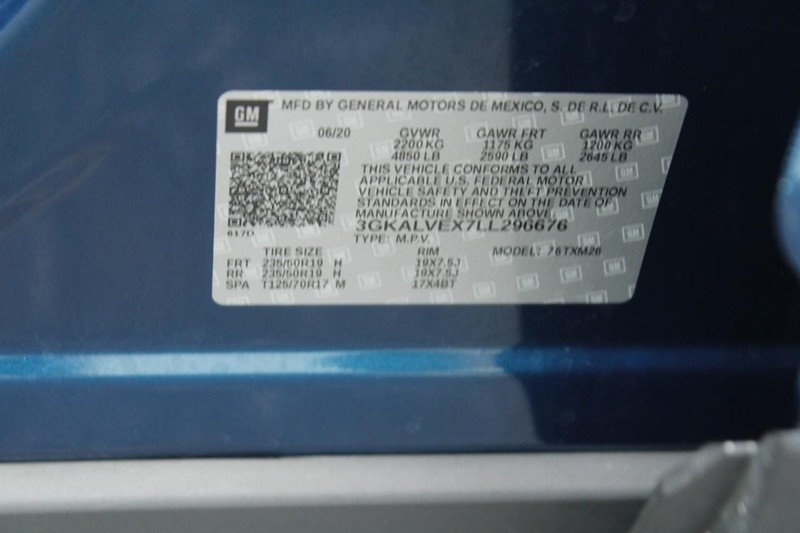 GM MFD BY GENERAL MOTORS DE MEXICO, S. DE R.L. DE C.V.
06/20 GVWR GAWR FRT GAWR RR
2200 KG 1175 KG 1200 KG
4850 LB 2590 LB 2645 LB
THIS VEHICLE CONFORMS TO ALL
APPLICABLE U.S. FEDERAL MOTOR
VEHICLE SAFETY AND THEFT PREVENTION
STANDARDS IN EFFECT ON THE DATE OF
MANUFACTURE SHOWN ABOVE
3GKALVEX7LL296676
617D
TYPE: M.P.V.
TIRE SIZE RIM MODEL: 76TXM26
FRT 235/50R19 H 19X7.5J
RR 235/50R19 H 19X7.5J
SPA T125/70R17 M 17X4BT